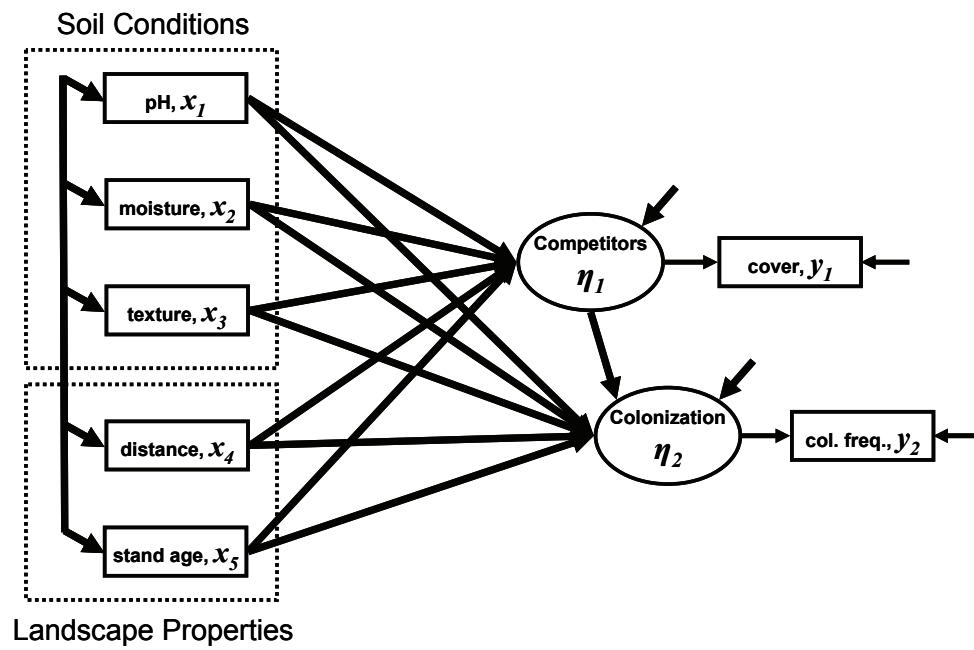 Soil Conditions
pH, x1
moisture, x2
texture, x3
distance, x4
stand age, x5
Landscape Properties
Competitors
η1
cover, y1
Colonization
η2
col. freq., y2